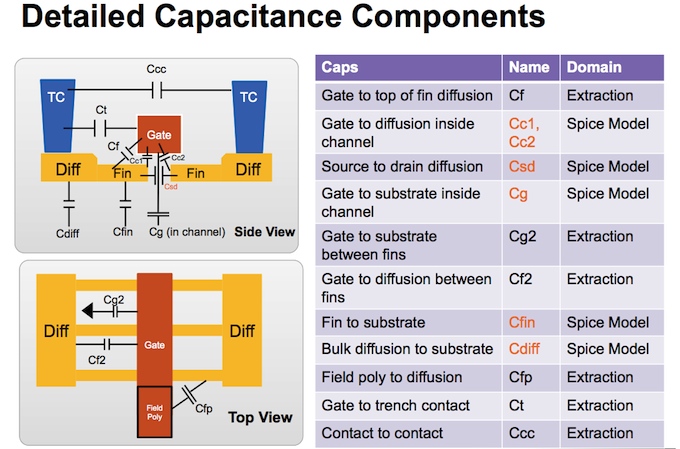 Detailed Capacitance Components
Ccc
TC
TC
Ct
Gate
Cf
Cc1
Cc2
Diff
Fin
Fin
Diff
Csd
Cdiff
Cfin
Cg (in channel)
Side View
Cg2
Diff
Gate
Diff
Cf2
Field
Poly
Cfp
Top View
Caps Name Domain
Gate to top of fin diffusion Cf Extraction
Gate to diffusion inside Cc1, Spice Model
channel Cc2
Source to drain diffusion Csd Spice Model
Gate to substrate inside Cg Spice Model
channel
Gate to substrate Cg2 Extraction
between fins
Gate to diffusion between Cf2 Extraction
fins
Fin to substrate Cfin Spice Model
Bulk diffusion to substrate Cdiff Spice Model
Field poly to diffusion Cfp Extraction
Gate to trench contact Ct Extraction
Contact to contact Ccc Extraction